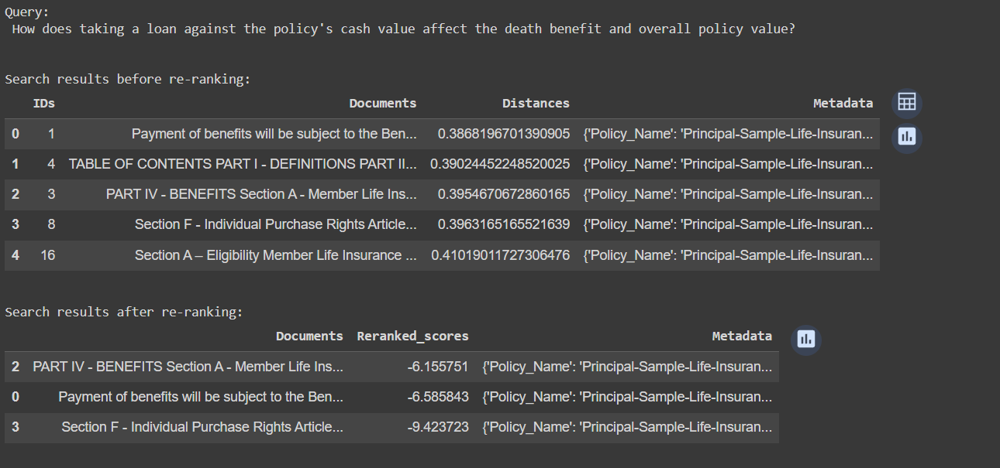 Query:
How does taking a loan against the policy's cash value affect the death benefit and overall policy value?
Search results before re-ranking:
IDs Documents Distances Metadata
0 1 Payment of benefits will be subject to the Ben... 0.3868196701390905 {'Policy_Name': 'Principal-Sample-Life-Insuran...
1 4 TABLE OF CONTENTS PART I - DEFINITIONS PART II... 0.39024452248520025 {'Policy_Name': 'Principal-Sample-Life-Insuran...
2 3 PART IV - BENEFITS Section A - Member Life Ins... 0.3954670672860165 {'Policy_Name': 'Principal-Sample-Life-Insuran...
3 8 Section F - Individual Purchase Rights Article... 0.3963165165521639 {'Policy_Name': 'Principal-Sample-Life-Insuran...
4 16 Section A – Eligibility Member Life Insurance ... 0.41019011727306476 {'Policy_Name': 'Principal-Sample-Life-Insuran...
Search results after re-ranking:
Documents Reranked_scores Metadata
2 PART IV - BENEFITS Section A - Member Life Ins... -6.155751 {'Policy_Name': 'Principal-Sample-Life-Insuran...
0 Payment of benefits will be subject to the Ben... -6.585843 {'Policy_Name': 'Principal-Sample-Life-Insuran...
3 Section F - Individual Purchase Rights Article... -9.423723 {'Policy_Name': 'Principal-Sample-Life-Insuran...